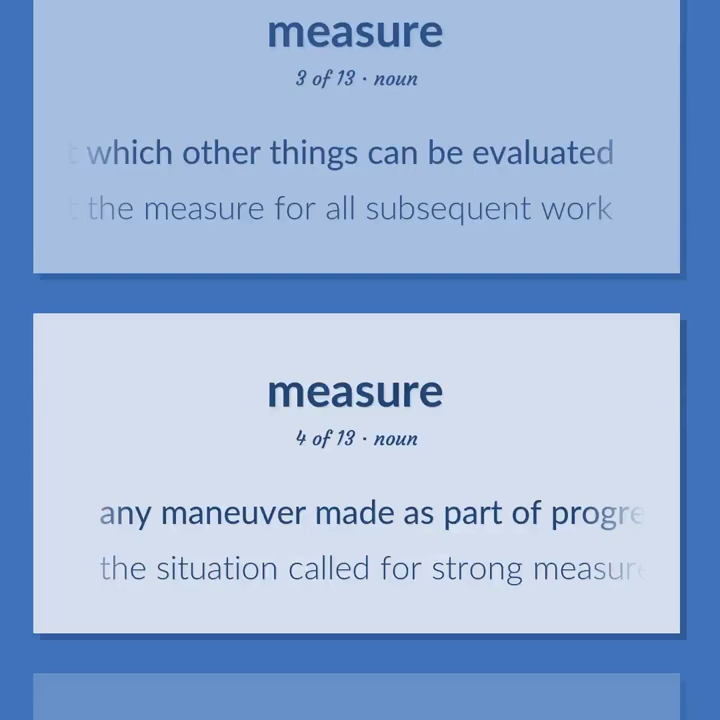 measure
3 of 13 · noun
t which other things can be evaluated
t the measure for all subsequent work
measure
4 of 13 · noun
any maneuver made as part of progre
the situation called for strong measure